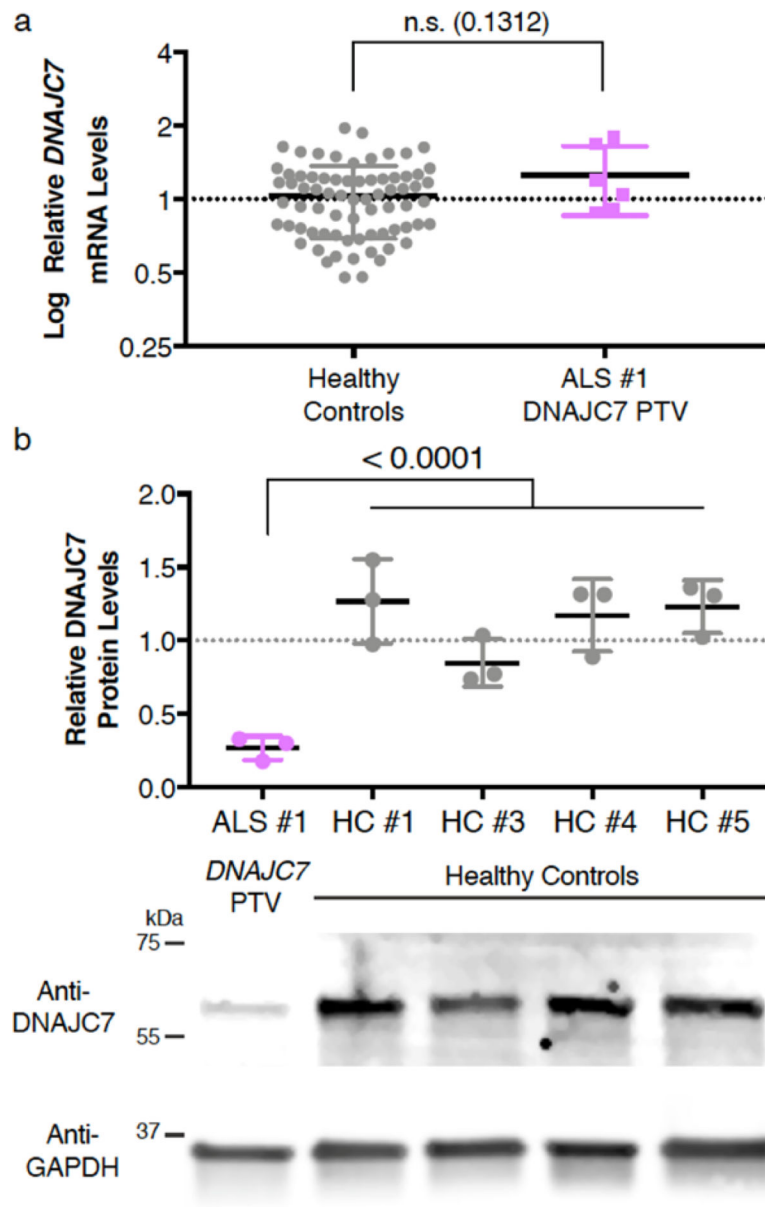 a
n.s. (0.1312)
Log Relative DNAJC7
mRNA Levels
4
2
1
0.5
0.25
Healthy
Controls
ALS #1
DNAJC7 PTV
b
< 0.0001
Relative DNAJC7
Protein Levels
2.0
1.5
1.0
0.5
0.0
ALS #1 HC #1 HC #3 HC #4 HC #5
DNAJC7
PTV
Healthy Controls
kDa
75
Anti-
DNAJC7
55
Anti-
GAPDH
37